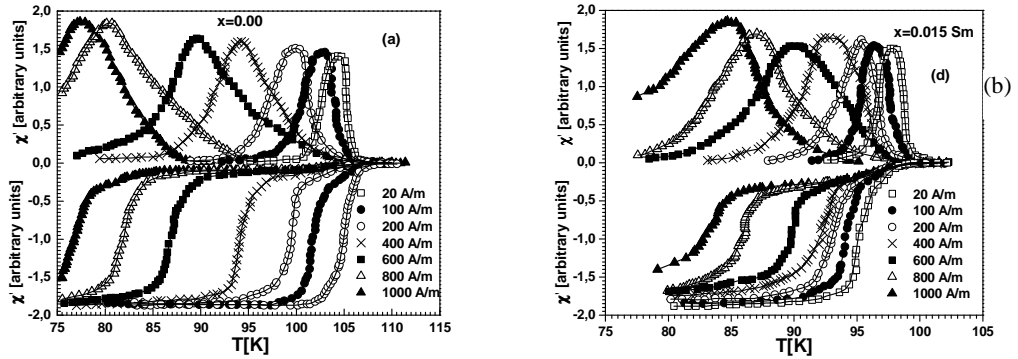 x=0.00
(a)
χ'' [arbitrary units]
χ' [arbitrary units]
2,0
1,5
1,0
0,5
0,0
-0,5
-1,0
-1,5
2,0
20 A/m
100 A/m
200 A/m
400 A/m
600 A/m
800 A/m
1000 A/m
75 80 85 90 95 100 105 110 115
T[K]
x=0.015 Sm
(d)
(b)
χ'' [arbitrary units]
χ' [arbitrary units]
2,0
1,5
1,0
0,5
0,0
-0,5
-1,0
-1,5
2,0
20 A/m
100 A/m
200 A/m
400 A/m
600 A/m
800 A/m
1000 A/m
75 80 85 90 95 100 105
T[K]